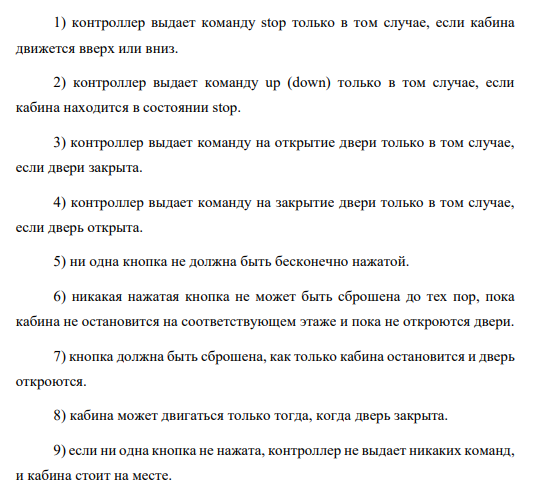 1) контроллер выдает команду stop только в том случае, если кабина
движется вверх или вниз.
2) контроллер выдает команду up (down) только в том случае, если
кабина находится в состоянии stop.
3) контроллер выдает команду на открытие двери только в том случае,
если двери закрыта.
4) контроллер выдает команду на закрытие двери только в том случае,
если дверь открыта.
5) ни одна кнопка не должна быть бесконечно нажатой.
6) никакая нажатая кнопка не может быть сброшена до тех пор, пока
кабина не остановится на соответствующем этаже и пока не откроются двери.
7) кнопка должна быть сброшена, как только кабина остановится и дверь
откроются.
8) кабина может двигаться только тогда, когда дверь закрыта.
9) если ни одна кнопка не нажата, контроллер не выдает никаких команд,
и кабина стоит на месте.